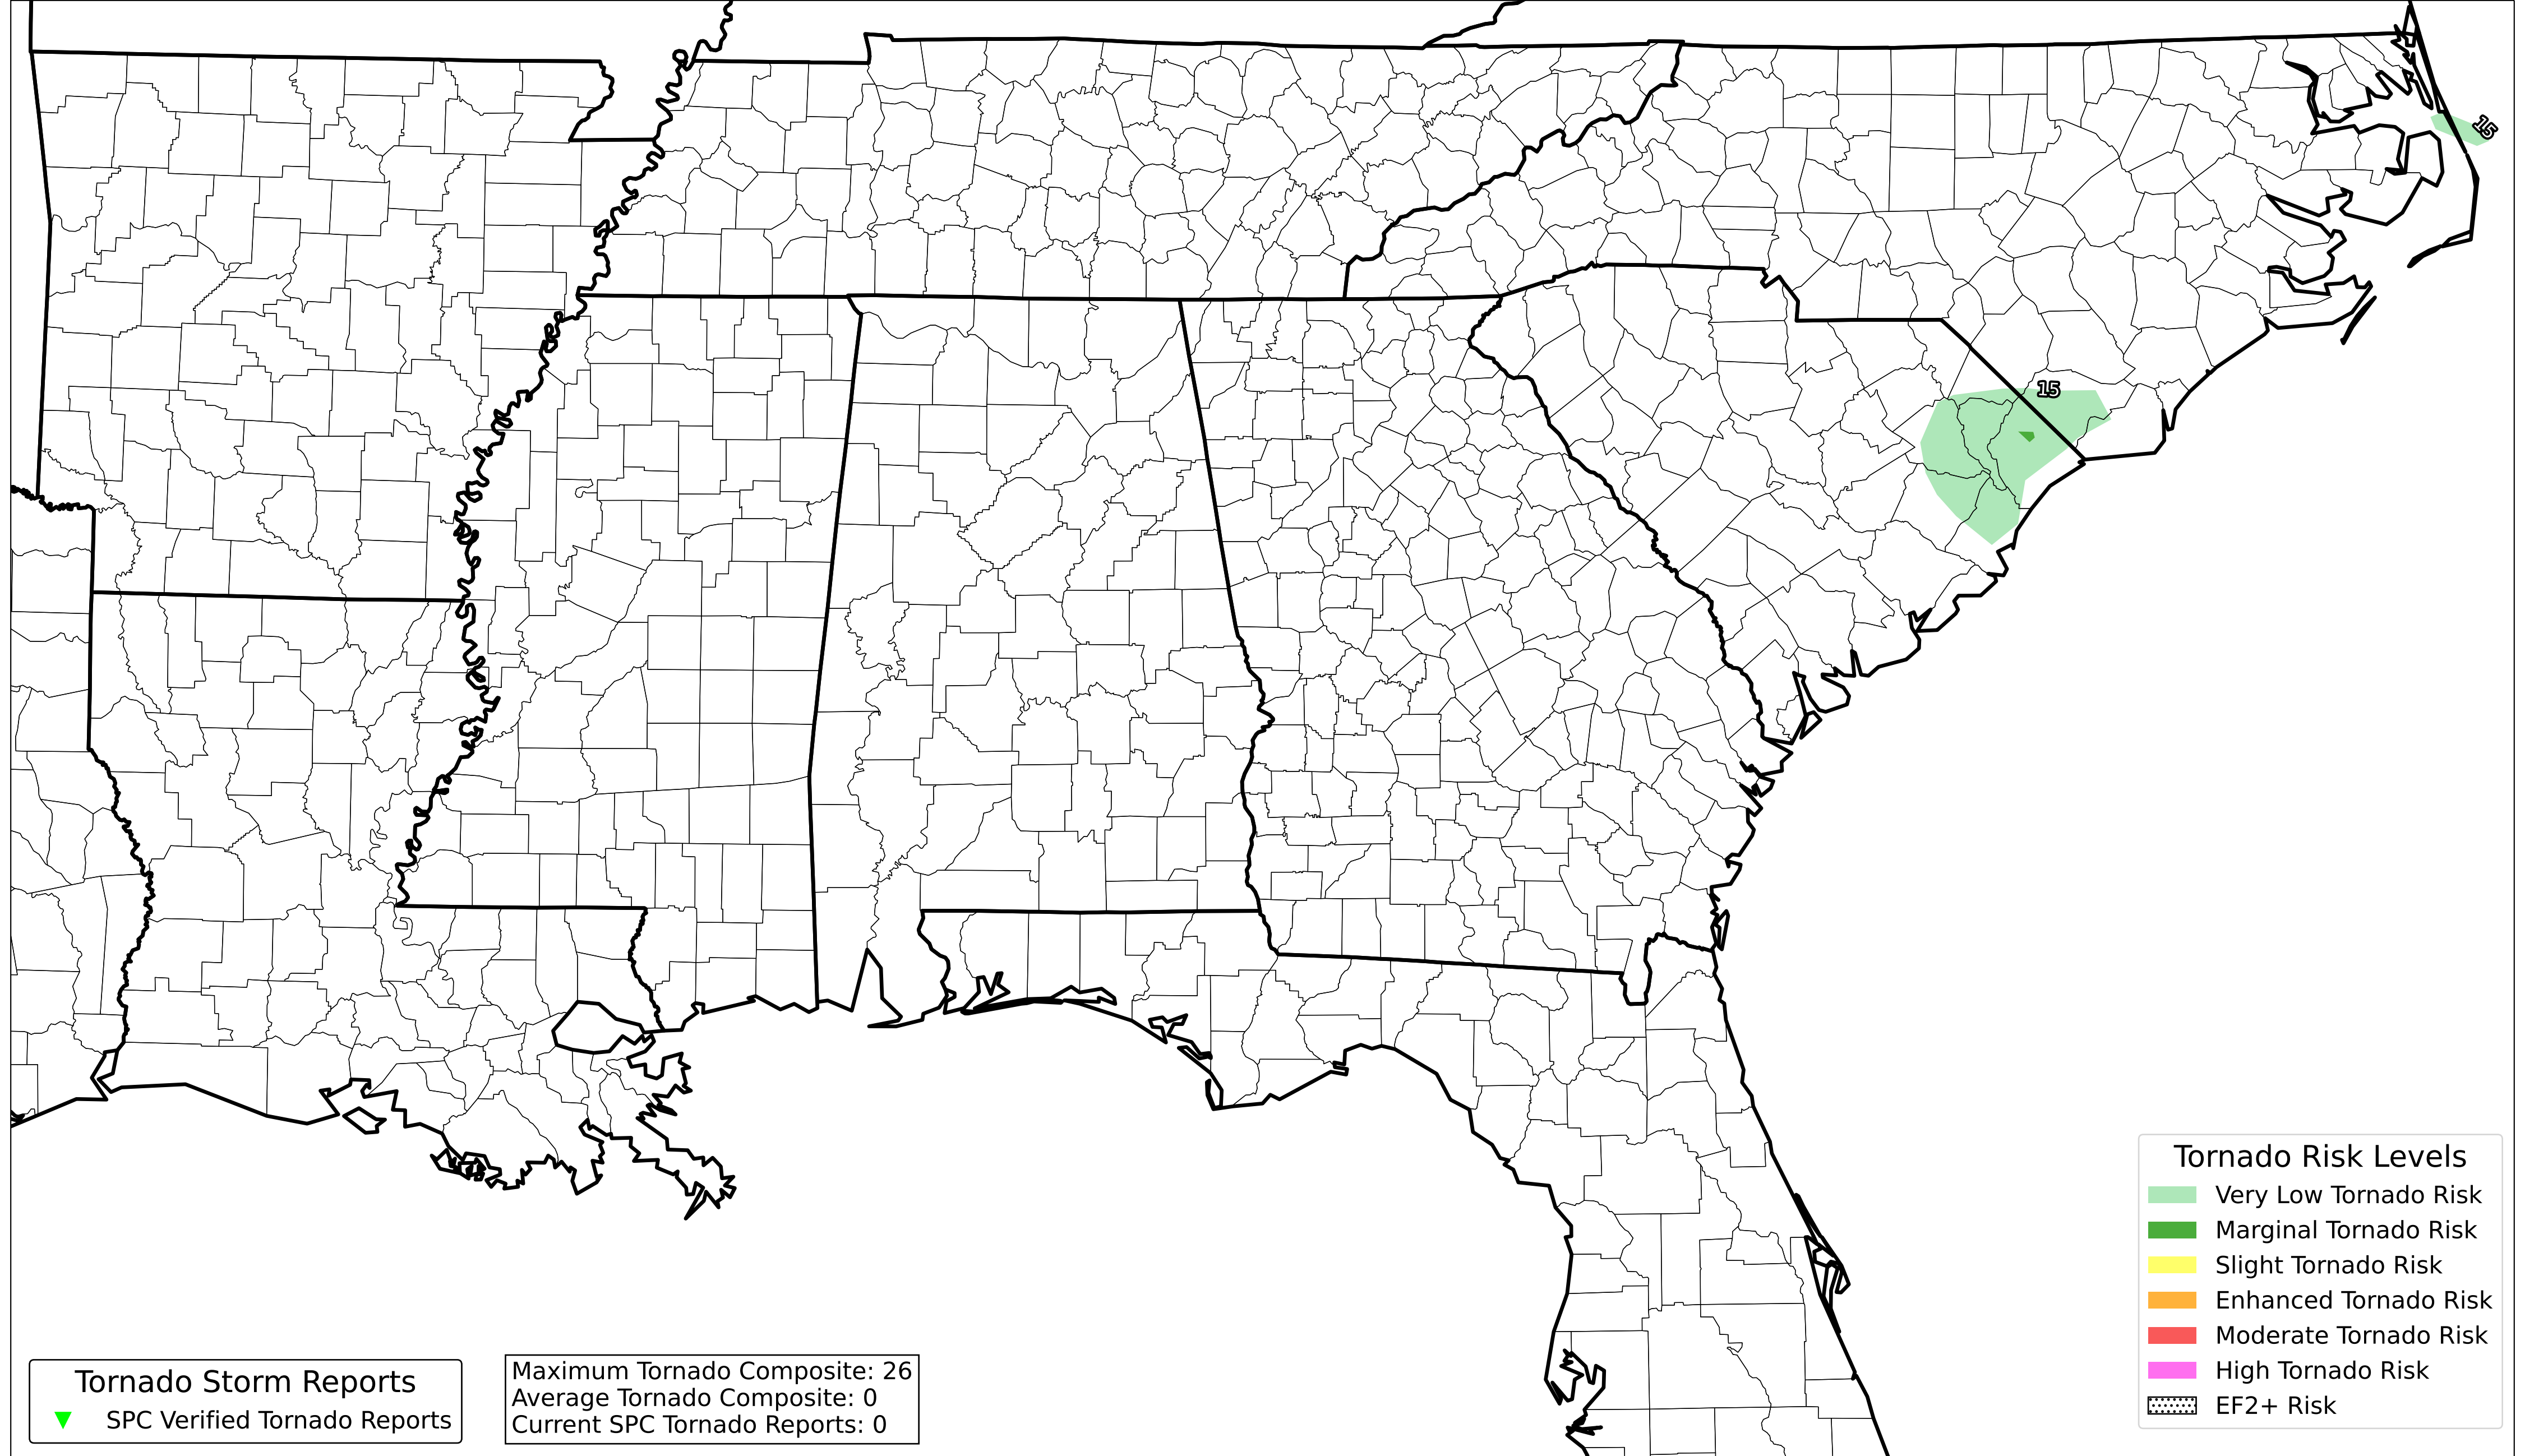 15
15
Tornado Risk Levels
Very Low Tornado Risk
Marginal Tornado Risk
Slight Tornado Risk
Enhanced Tornado Risk
Moderate Tornado Risk
High Tornado Risk
EF2+ Risk
Tornado Storm Reports
SPC Verified Tornado Reports
Maximum Tornado Composite: 26
Average Tornado Composite: 0
Current SPC Tornado Reports: 0